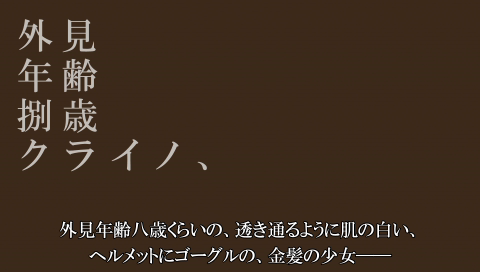 外見
年齢
捌歳
クライノ、
外見年齢八歳くらいの、透き通るように肌の白い、
ヘルメットにゴーグルの、金髪の少女――